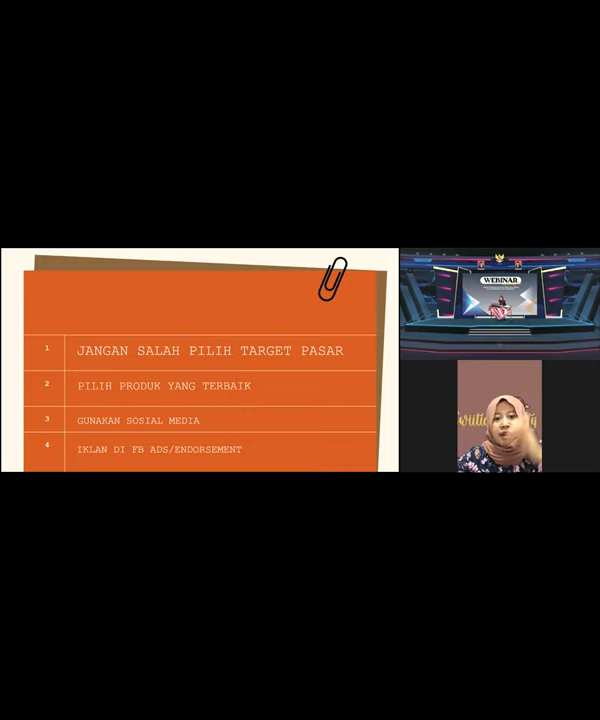 1 JANGAN SALAH PILIH TARGET PASAR
2 PILIH PRODUK YANG TERBAIK
3 GUNAKAN SOSIAL MEDIA
4 IKLAN DI FB ADS/ENDORSEMENT
WEBINAR